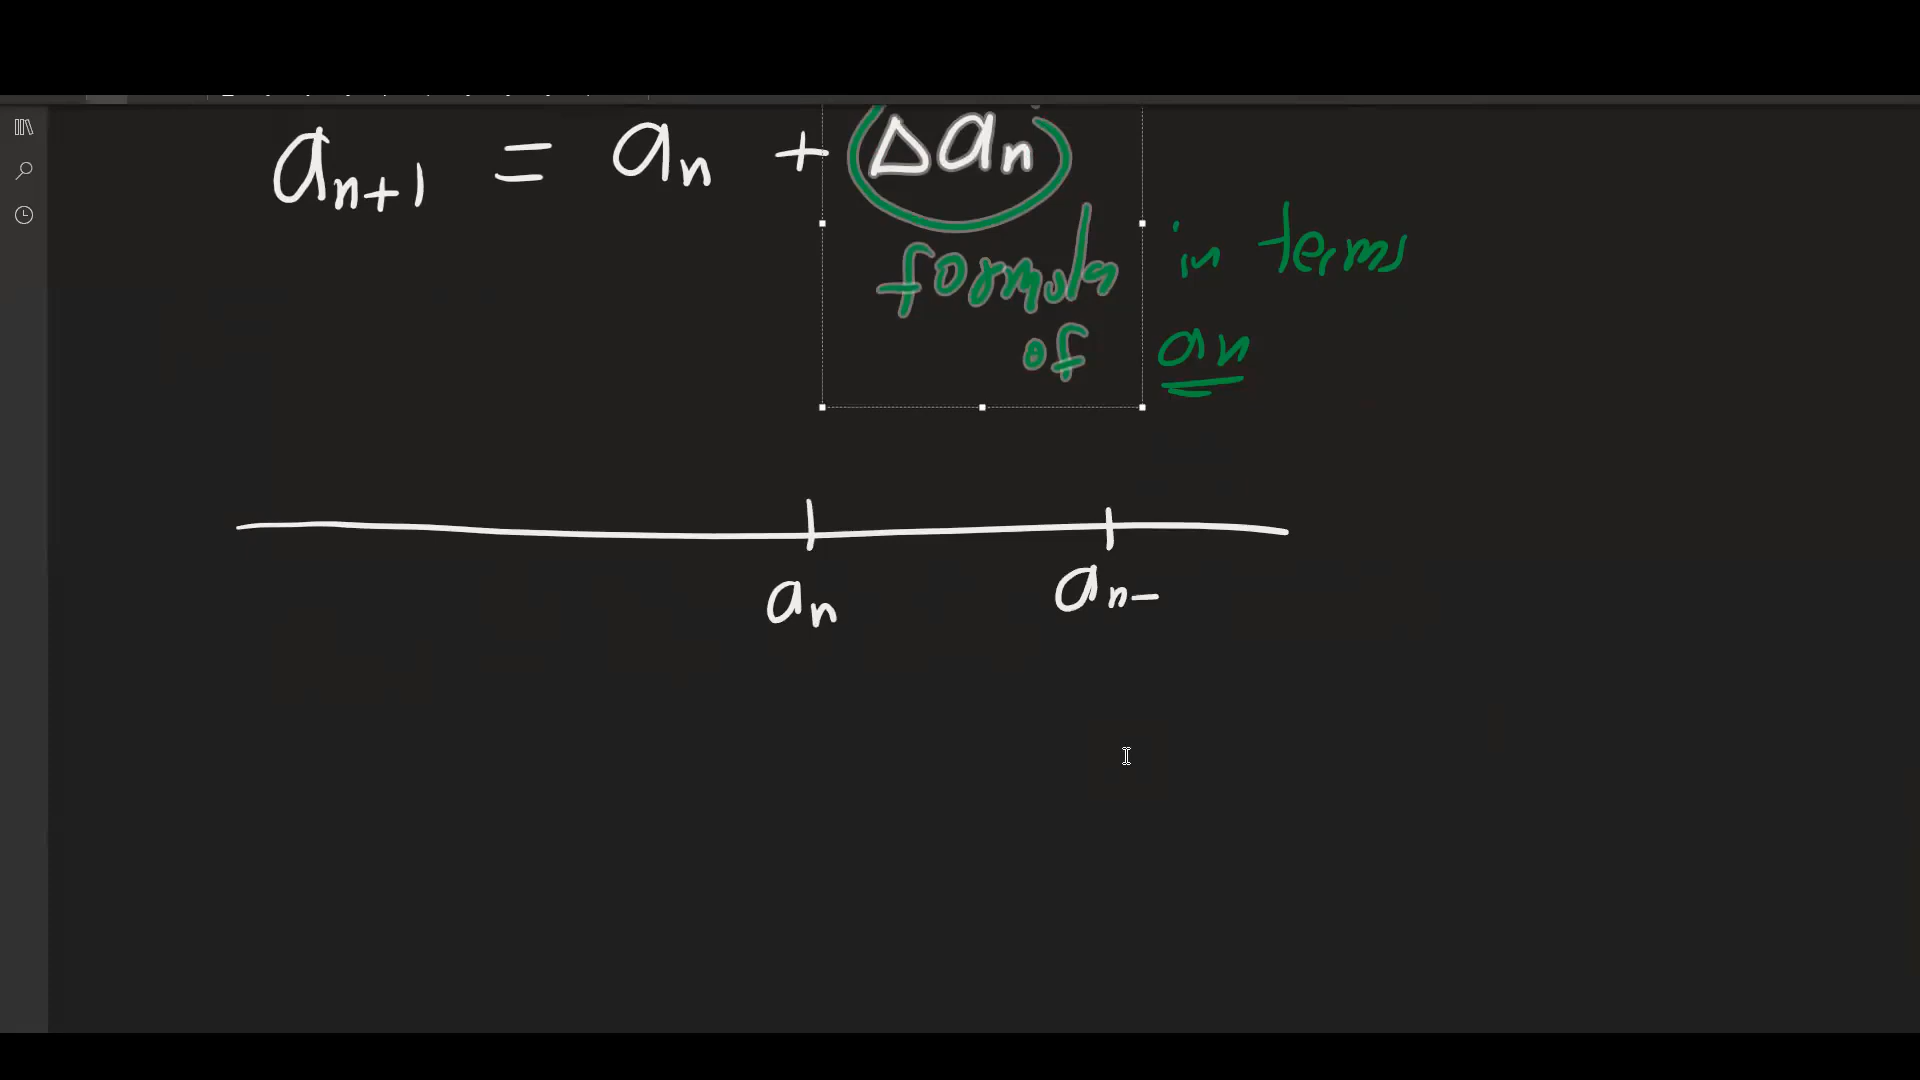 aₙ₊₁ = aₙ + Δaₙ
formula in terms
of aₙ
aₙ aₙ₋